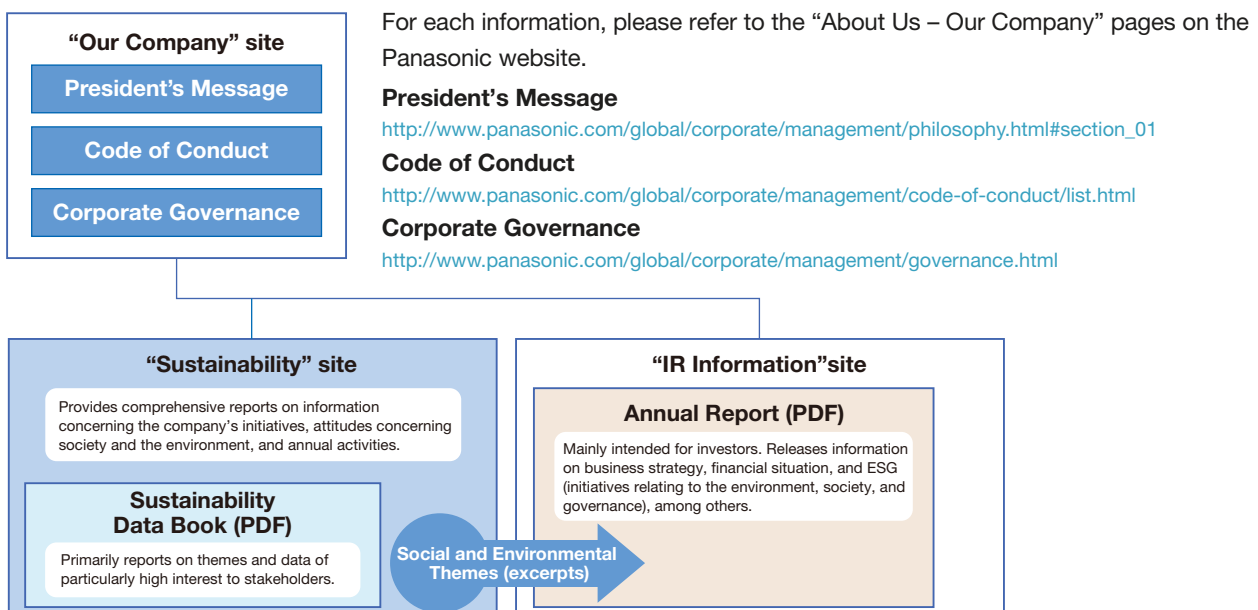 “Our Company” site
President’s Message
Code of Conduct
Corporate Governance
For each information, please refer to the “About Us – Our Company” pages on the
Panasonic website.
President’s Message
http://www.panasonic.com/global/corporate/management/philosophy.html#section_01
Code of Conduct
http://www.panasonic.com/global/corporate/management/code-of-conduct/list.html
Corporate Governance
http://www.panasonic.com/global/corporate/management/governance.html
“Sustainability” site
Provides comprehensive reports on information
concerning the company’s initiatives, attitudes concerning
society and the environment, and annual activities.
Sustainability
Data Book (PDF)
Primarily reports on themes and data of
particularly high interest to stakeholders.
Social and Environmental
Themes (excerpts)
“IR Information”site
Annual Report (PDF)
Mainly intended for investors. Releases information
on business strategy, financial situation, and ESG
(initiatives relating to the environment, society, and
governance), among others.